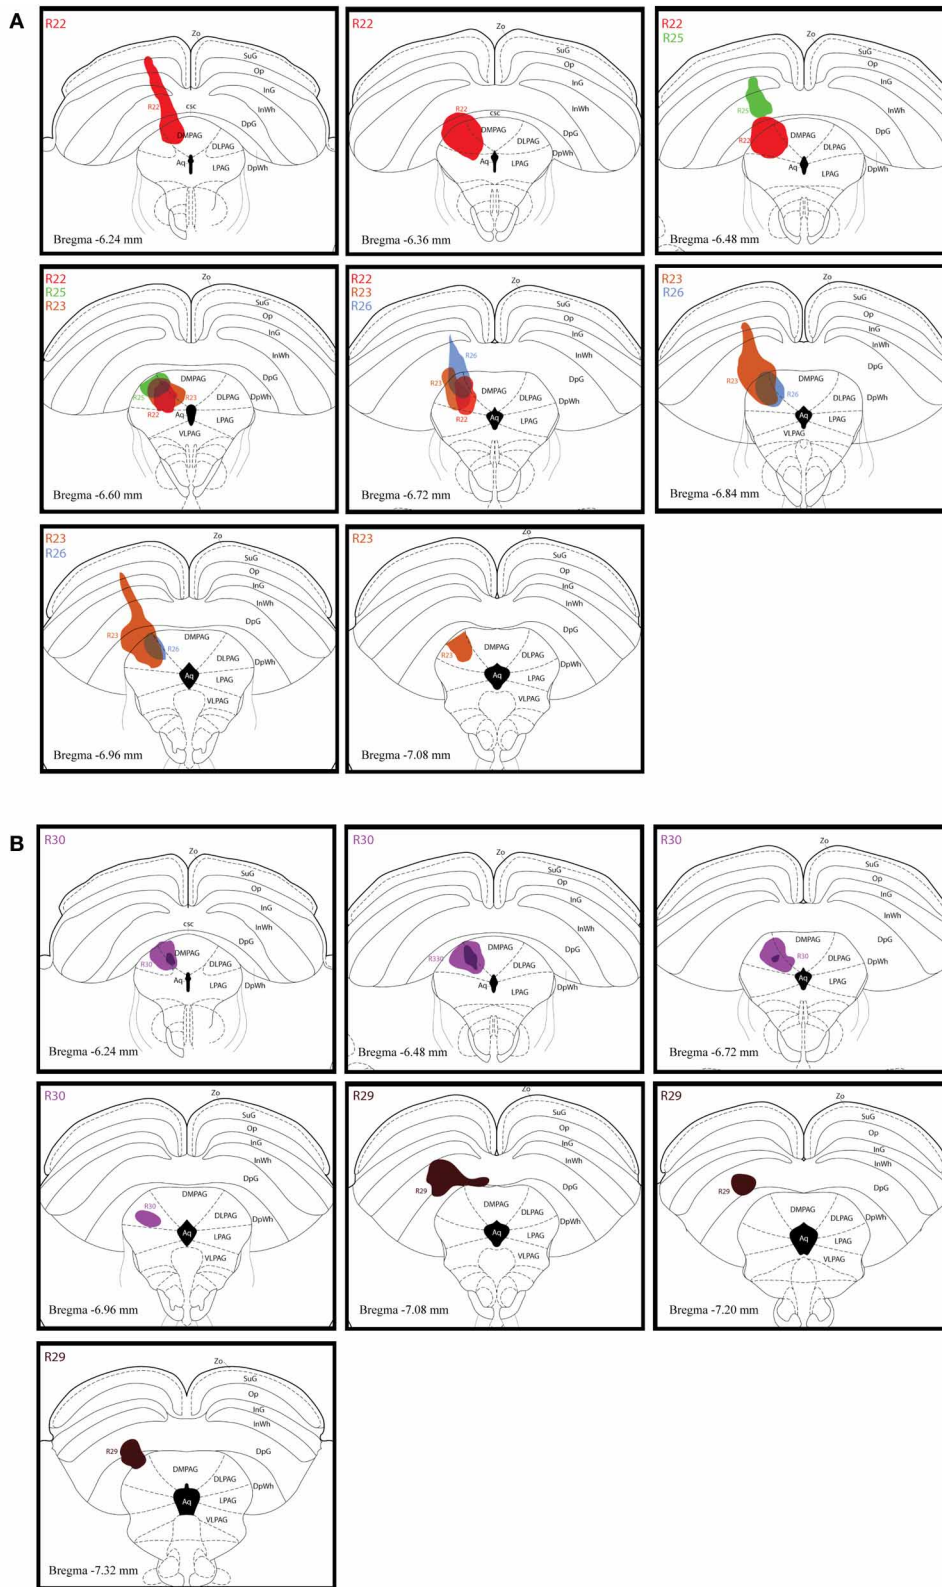 A
R22
Zo
SuG
Op
InG
InWh
R22
csc
DpG
DMPAG
DLPAG
Aq
LPAG
DpWh
Bregma -6.24 mm
R22
Zo
SuG
Op
InG
InWh
R22
csc
DpG
DMPAG
DLPAG
Aq
LPAG
DpWh
Bregma -6.36 mm
R22
R25
Zo
SuG
Op
InG
InWh
R25
DpG
DMPAG
R22
DLPAG
Aq
LPAG
DpWh
Bregma -6.48 mm
R22
R25
R23
Zo
SuG
Op
InG
InWh
DpG
DMPAG
R25
R23
DLPAG
DpWh
R22
Aq
LPAG
VLPAG
Bregma -6.60 mm
R22
R23
R26
Zo
SuG
Op
InG
InWh
R26
DpG
DMPAG
R23
DLPAG
DpWh
R22
Aq
LPAG
Bregma -6.72 mm
R23
R26
Zo
SuG
Op
InG
InWh
DpG
R23
DMPAG
R26
DLPAG
DpWh
Aq
LPAG
VLPAG
Bregma -6.84 mm
R23
R26
Zo
SuG
Op
InG
InWh
DpG
R23
DMPAG
R26
DLPAG
DpWh
Aq
LPAG
VLPAG
Bregma -6.96 mm
R23
Zo
SuG
Op
InG
InWh
DpG
DMPAG
R23
DLPAG
DpWh
Aq
LPAG
VLPAG
Bregma -7.08 mm
B
R30
Zo
SuG
Op
InG
InWh
csc
DpG
DMPAG
R30
DLPAG
Aq
LPAG
DpWh
Bregma -6.24 mm
R30
Zo
SuG
Op
InG
InWh
DpG
DMPAG
R330
DLPAG
DpWh
Aq
LPAG
Bregma -6.48 mm
R30
Zo
SuG
Op
InG
InWh
DpG
DMPAG
R30
DLPAG
DpWh
Aq
LPAG
Bregma -6.72 mm
R30
Zo
SuG
Op
InG
InWh
DpG
DMPAG
R30
DLPAG
DpWh
Aq
LPAG
VLPAG
Bregma -6.96 mm
R29
Zo
SuG
Op
InG
InWh
DpG
R29
DMPAG
DLPAG
DpWh
Aq
LPAG
VLPAG
Bregma -7.08 mm
R29
Zo
SuG
Op
InG
InWh
DpG
R29
DMPAG
DLPAG
DpWh
Aq
LPAG
VLPAG
Bregma -7.20 mm
R29
Zo
SuG
Op
InG
InWh
DpG
R29
DMPAG
DLPAG
DpWh
Aq
LPAG
VLPAG
Bregma -7.32 mm